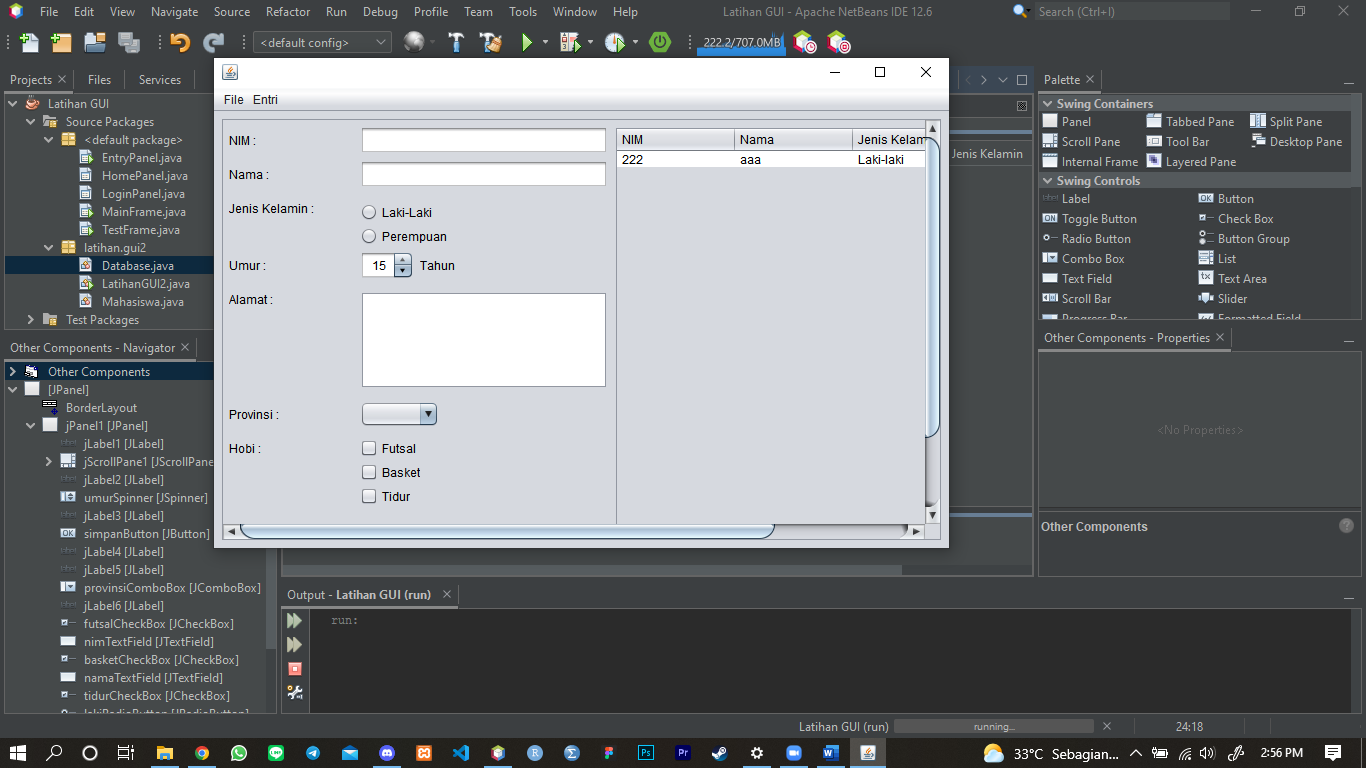 File Edit View Navigate Source Refactor Run Debug Profile Team Tools Window Help
Latihan GUI - Apache NetBeans IDE 12.6
Search (Ctrl+I)
<default config>
222.2/707.0MB
Projects Files Services
Latihan GUI
Source Packages
<default package>
EntryPanel.java
HomePanel.java
LoginPanel.java
MainFrame.java
TestFrame.java
latihan.gui2
Database.java
LatihanGUI2.java
Mahasiswa.java
Test Packages
Other Components - Navigator
Other Components
[JPanel]
BorderLayout
jPanel1 [JPanel]
jLabel1 [JLabel]
jScrollPane1 [JScrollPane
jLabel2 [JLabel]
umurSpinner [JSpinner]
jLabel3 [JLabel]
simpanButton [JButton]
jLabel4 [JLabel]
jLabel5 [JLabel]
provinsiComboBox [JComboBox]
jLabel6 [JLabel]
futsalCheckBox [JCheckBox]
nimTextField [JTextField]
basketCheckBox [JCheckBox]
namaTextField [JTextField]
tidurCheckBox [JCheckBox]
lakiRadioButton [JRadioButton]
File Entri
NIM :
Nama :
Jenis Kelamin :
Laki-Laki
Perempuan
Umur :
15
Tahun
Alamat :
Provinsi :
Hobi :
Futsal
Basket
Tidur
NIM Nama Jenis Kelam
222 aaa Laki-laki
Jenis Kelamin
Palette
Swing Containers
Panel Tabbed Pane Split Pane
Scroll Pane Tool Bar Desktop Pane
Internal Frame Layered Pane
Swing Controls
Label Button
Toggle Button Check Box
Radio Button Button Group
Combo Box List
Text Field Text Area
Scroll Bar Slider
Progress Bar Formatted Field
Other Components - Properties
<No Properties>
Other Components
Output - Latihan GUI (run)
run:
Latihan GUI (run)
running...
24:18
33°C Sebagian...
2:56 PM